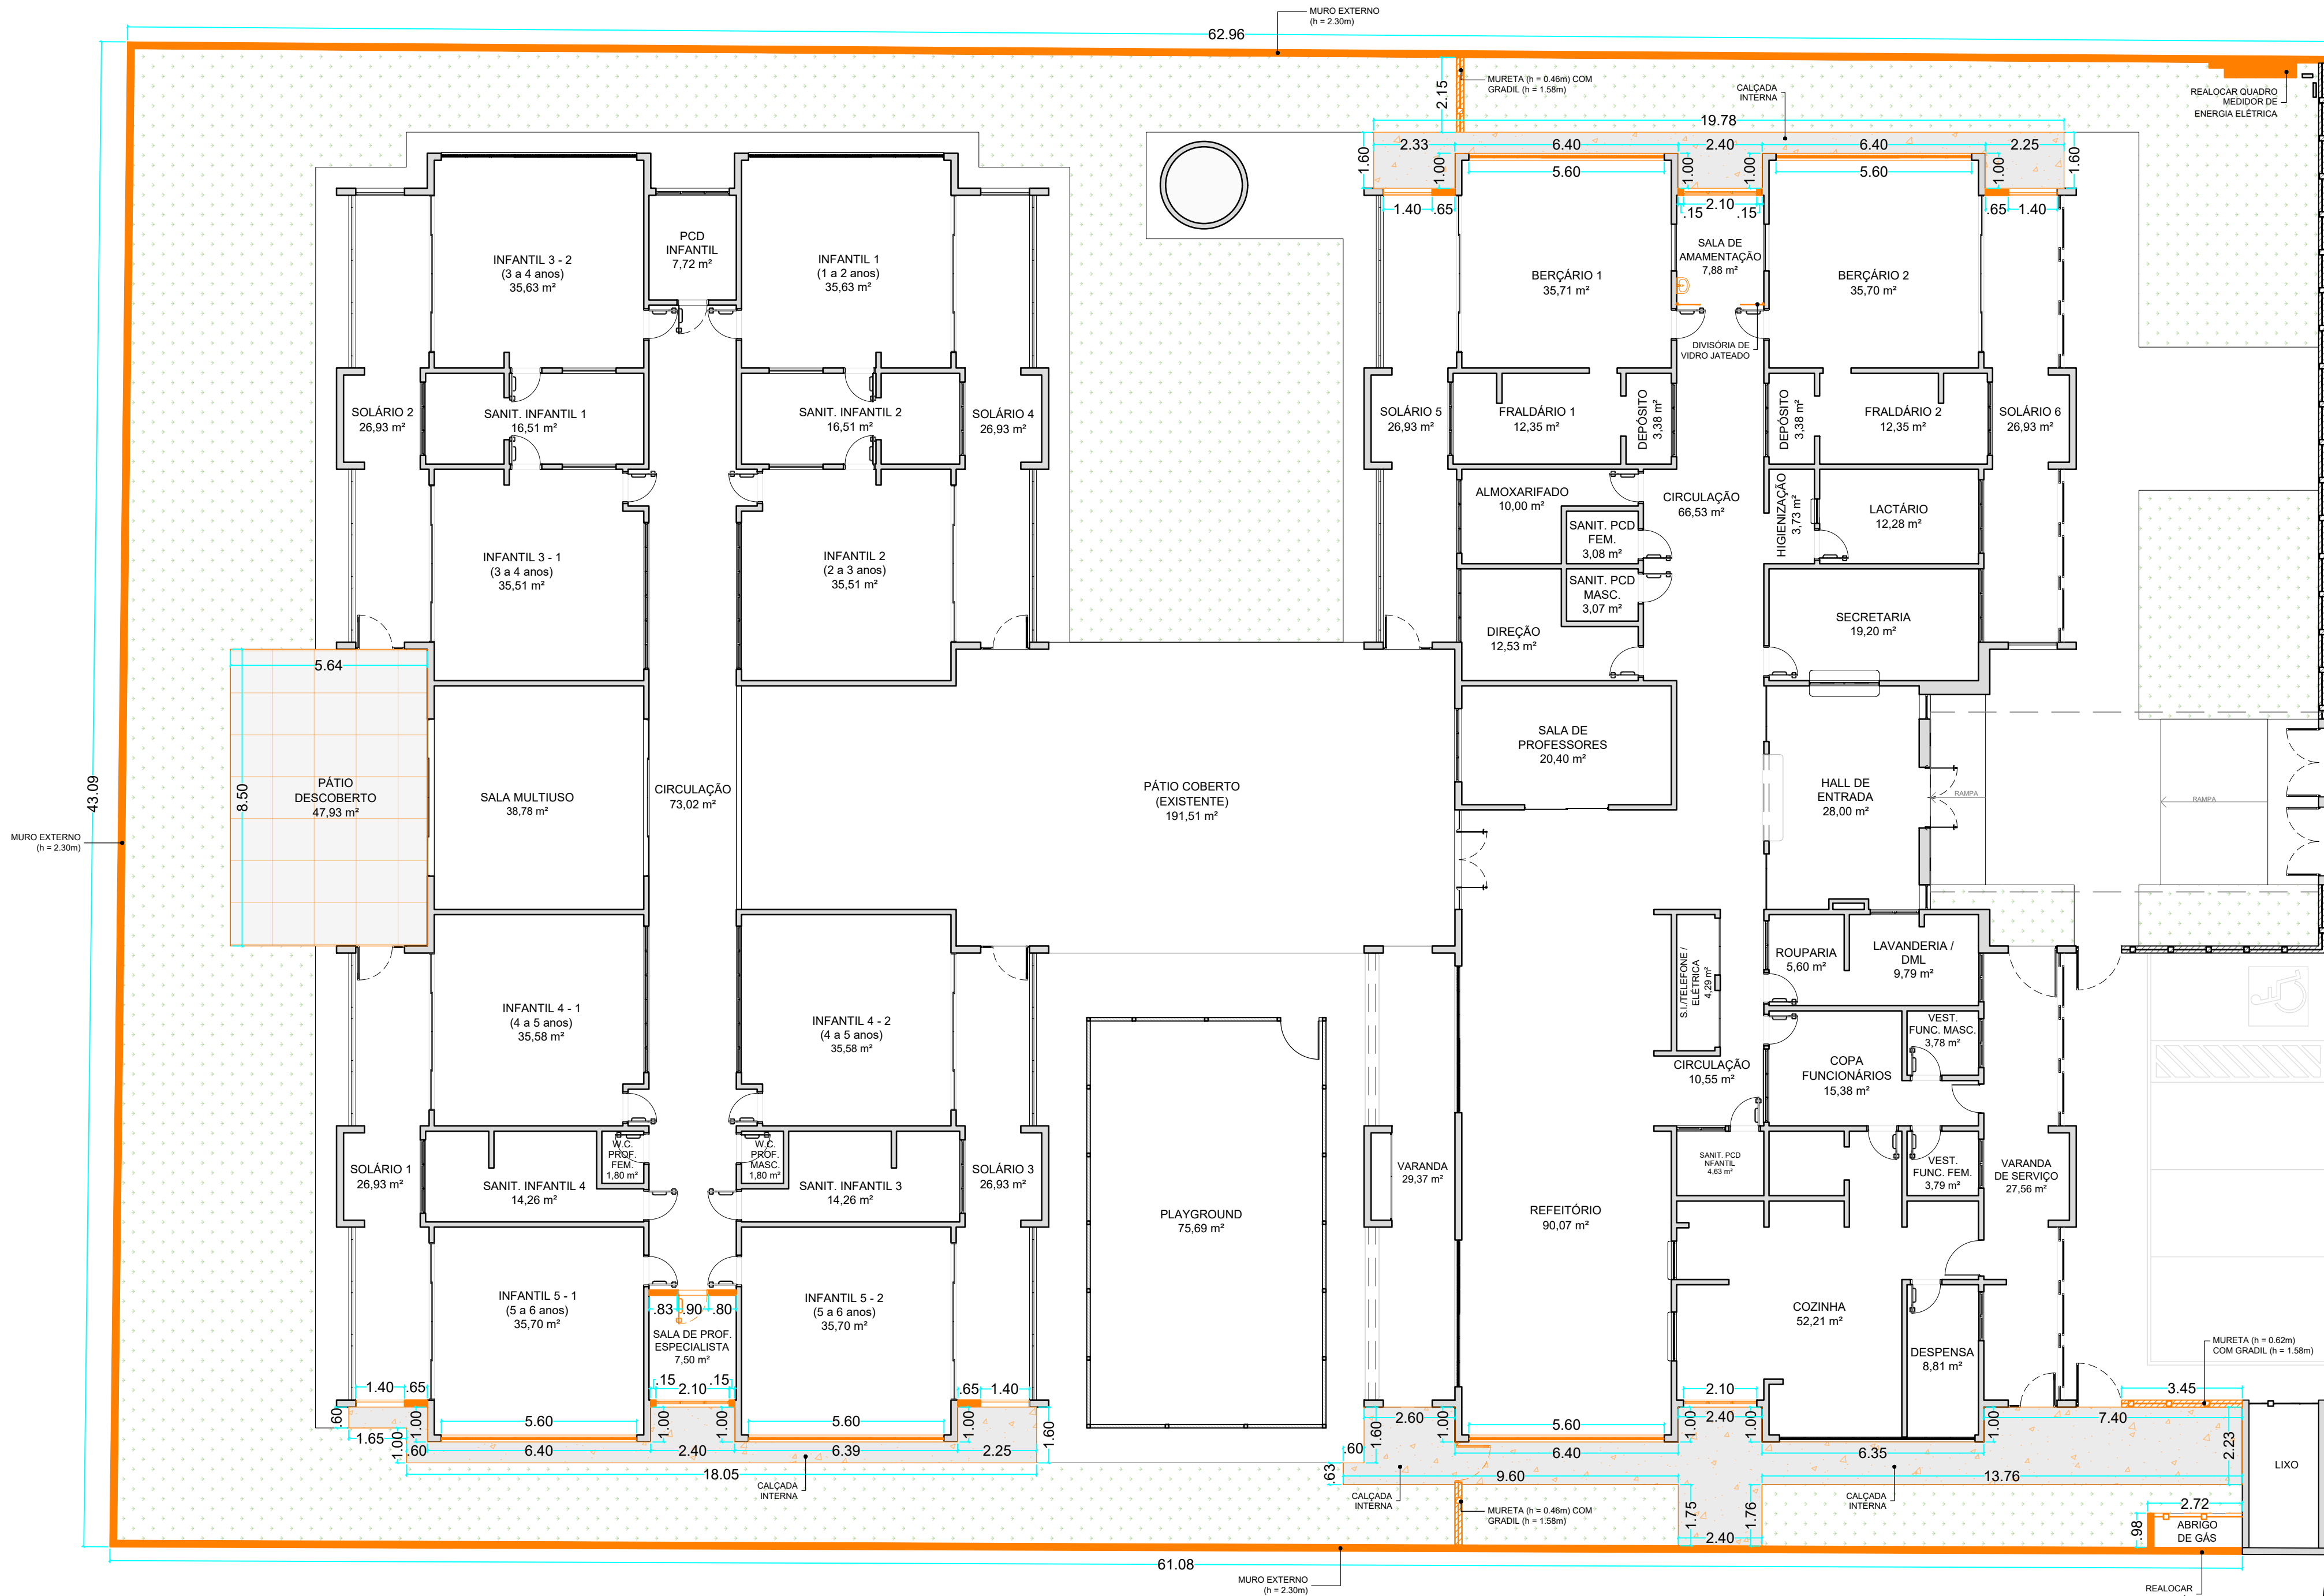 MURO EXTERNO
(h = 2.30m)
62.96
MURETA (h = 0.46m) COM
GRADIL (h = 1.58m)
2.15
CALÇADA
INTERNA
REALOCAR QUADRO
MEDIDOR DE
ENERGIA ELÉTRICA
19.78
2.33
6.40
2.40
6.40
2.25
1.60
1.00
5.60
1.00
1.00
5.60
1.00
1.60
1.40
.65
2.10
.15
.15
.65
1.40
PCD
INFANTIL
7,72 m²
INFANTIL 3 - 2
(3 a 4 anos)
35,63 m²
INFANTIL 1
(1 a 2 anos)
35,63 m²
SALA DE
AMAMENTAÇÃO
7,88 m²
BERÇÁRIO 1
35,71 m²
BERÇÁRIO 2
35,70 m²
DIVISÓRIA DE
VIDRO JATEADO
SOLÁRIO 2
26,93 m²
SANIT. INFANTIL 1
16,51 m²
SANIT. INFANTIL 2
16,51 m²
SOLÁRIO 4
26,93 m²
SOLÁRIO 5
26,93 m²
FRALDÁRIO 1
12,35 m²
DEPÓSITO
3,38 m²
DEPÓSITO
3,38 m²
FRALDÁRIO 2
12,35 m²
SOLÁRIO 6
26,93 m²
ALMOXARIFADO
10,00 m²
CIRCULAÇÃO
66,53 m²
HIGIENIZAÇÃO
3,73 m²
LACTÁRIO
12,28 m²
SANIT. PCD
FEM.
3,08 m²
INFANTIL 3 - 1
(3 a 4 anos)
35,51 m²
INFANTIL 2
(2 a 3 anos)
35,51 m²
SANIT. PCD
MASC.
3,07 m²
DIREÇÃO
12,53 m²
SECRETARIA
19,20 m²
5.64
8.50
43.09
PÁTIO
DESCOBERTO
47,93 m²
SALA MULTIUSO
38,78 m²
CIRCULAÇÃO
73,02 m²
PÁTIO COBERTO
(EXISTENTE)
191,51 m²
SALA DE
PROFESSORES
20,40 m²
HALL DE
ENTRADA
28,00 m²
RAMPA
RAMPA
MURO EXTERNO
(h = 2.30m)
INFANTIL 4 - 1
(4 a 5 anos)
35,58 m²
INFANTIL 4 - 2
(4 a 5 anos)
35,58 m²
S.I./TELEFONE /
ELÉTRICA
4,29 m²
ROUPARIA
5,60 m²
LAVANDERIA /
DML
9,79 m²
VEST.
FUNC. MASC.
3,78 m²
CIRCULAÇÃO
10,55 m²
COPA
FUNCIONÁRIOS
15,38 m²
SOLÁRIO 1
26,93 m²
SANIT. INFANTIL 4
14,26 m²
W.C.
PROF.
FEM.
1,80 m²
W.C.
PROF.
MASC.
1,80 m²
SANIT. INFANTIL 3
14,26 m²
SOLÁRIO 3
26,93 m²
VARANDA
29,37 m²
SANIT. PCD
NFANTIL
4,63 m²
VEST.
FUNC. FEM.
3,79 m²
VARANDA
DE SERVIÇO
27,56 m²
PLAYGROUND
75,69 m²
REFEITÓRIO
90,07 m²
INFANTIL 5 - 1
(5 a 6 anos)
35,70 m²
.83
.90
.80
SALA DE PROF.
ESPECIALISTA
7,50 m²
INFANTIL 5 - 2
(5 a 6 anos)
35,70 m²
COZINHA
52,21 m²
DESPENSA
8,81 m²
MURETA (h = 0.62m)
COM GRADIL (h = 1.58m)
1.40
.65
.15
2.10
.15
.65
1.40
2.10
3.45
.60
1.65
1.00
.60
1.00
5.60
6.40
1.00
2.40
1.00
5.60
6.39
1.00
2.25
1.60
18.05
2.60
.60
1.60
1.00
.63
5.60
6.40
9.60
1.00
2.40
1.00
6.35
1.00
7.40
2.23
13.76
CALÇADA
INTERNA
CALÇADA
INTERNA
MURETA (h = 0.46m) COM
GRADIL (h = 1.58m)
1.75
1.76
2.40
CALÇADA
INTERNA
LIXO
2.72
.98
ABRIGO
DE GÁS
61.08
MURO EXTERNO
(h = 2.30m)
REALOCAR